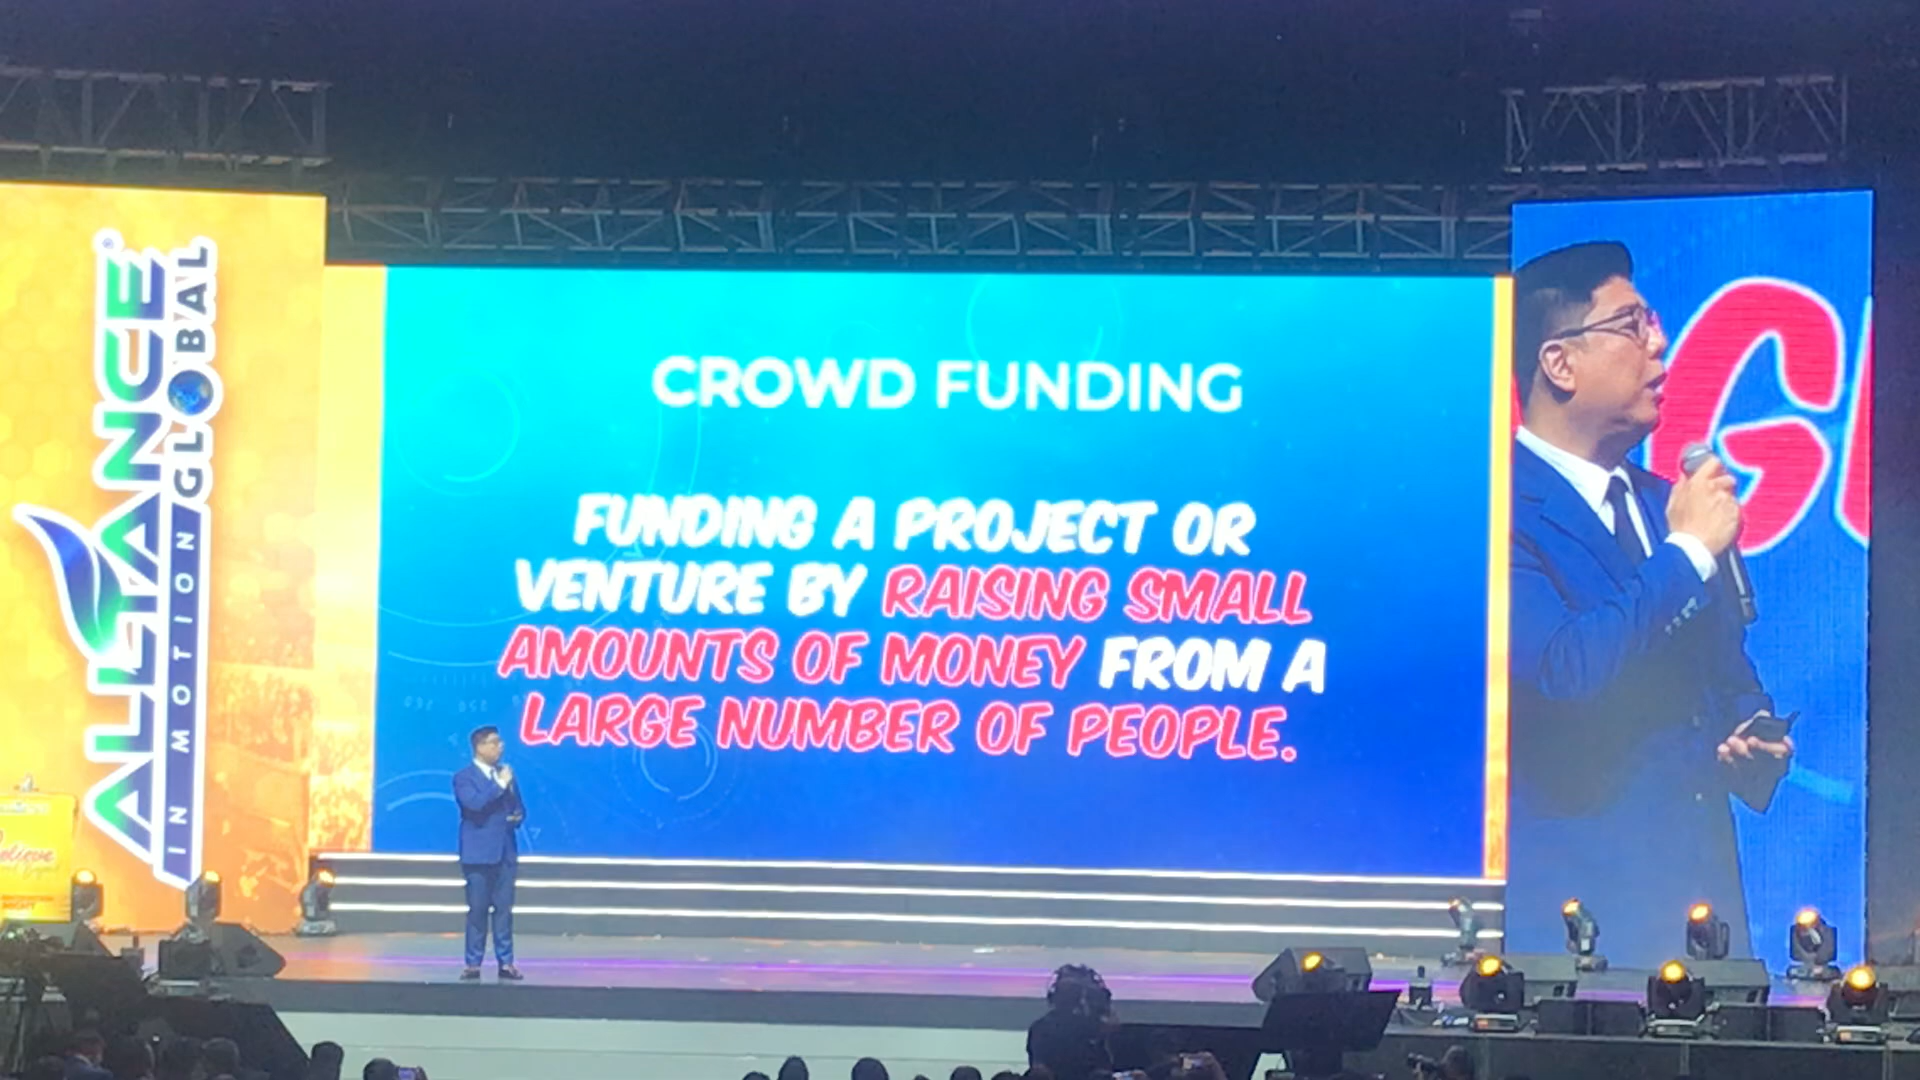 ALLIANCE
IN MOTION GLOBAL
CROWD FUNDING
FUNDING A PROJECT OR
VENTURE BY RAISING SMALL
AMOUNTS OF MONEY FROM A
LARGE NUMBER OF PEOPLE.
G